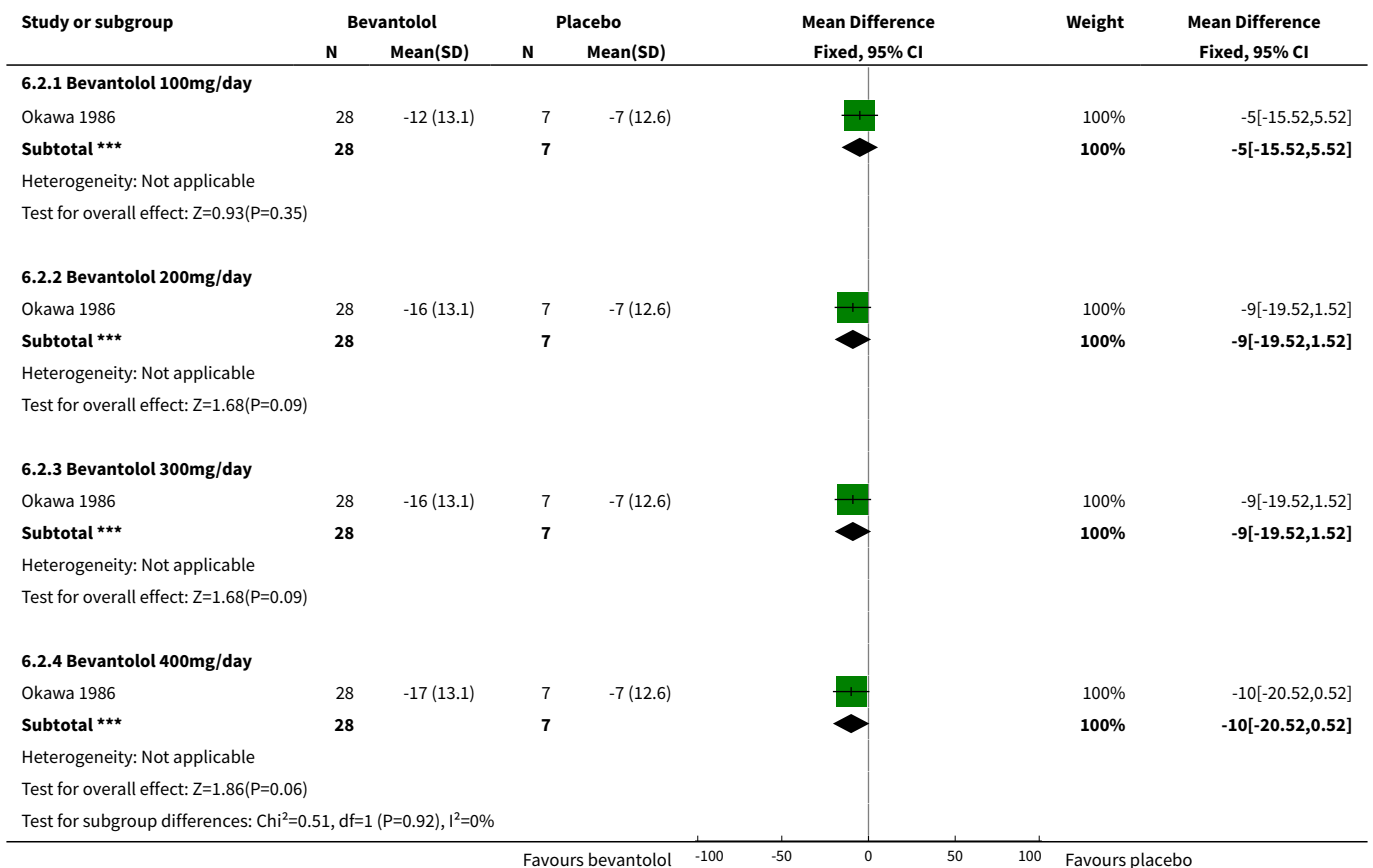 Study or subgroup Bevantolol Placebo Mean Difference Weight Mean Difference
N Mean(SD) N Mean(SD) Fixed, 95% CI Fixed, 95% CI
6.2.1 Bevantolol 100mg/day
Okawa 1986 28 -12 (13.1) 7 -7 (12.6) 100% -5[-15.52,5.52]
Subtotal *** 28 7 100% -5[-15.52,5.52]
Heterogeneity: Not applicable
Test for overall effect: Z=0.93(P=0.35)
6.2.2 Bevantolol 200mg/day
Okawa 1986 28 -16 (13.1) 7 -7 (12.6) 100% -9[-19.52,1.52]
Subtotal *** 28 7 100% -9[-19.52,1.52]
Heterogeneity: Not applicable
Test for overall effect: Z=1.68(P=0.09)
6.2.3 Bevantolol 300mg/day
Okawa 1986 28 -16 (13.1) 7 -7 (12.6) 100% -9[-19.52,1.52]
Subtotal *** 28 7 100% -9[-19.52,1.52]
Heterogeneity: Not applicable
Test for overall effect: Z=1.68(P=0.09)
6.2.4 Bevantolol 400mg/day
Okawa 1986 28 -17 (13.1) 7 -7 (12.6) 100% -10[-20.52,0.52]
Subtotal *** 28 7 100% -10[-20.52,0.52]
Heterogeneity: Not applicable
Test for overall effect: Z=1.86(P=0.06)
Test for subgroup differences: Chi²=0.51, df=1 (P=0.92), I²=0%
Favours bevantolol -100 -50 0 50 100 Favours placebo